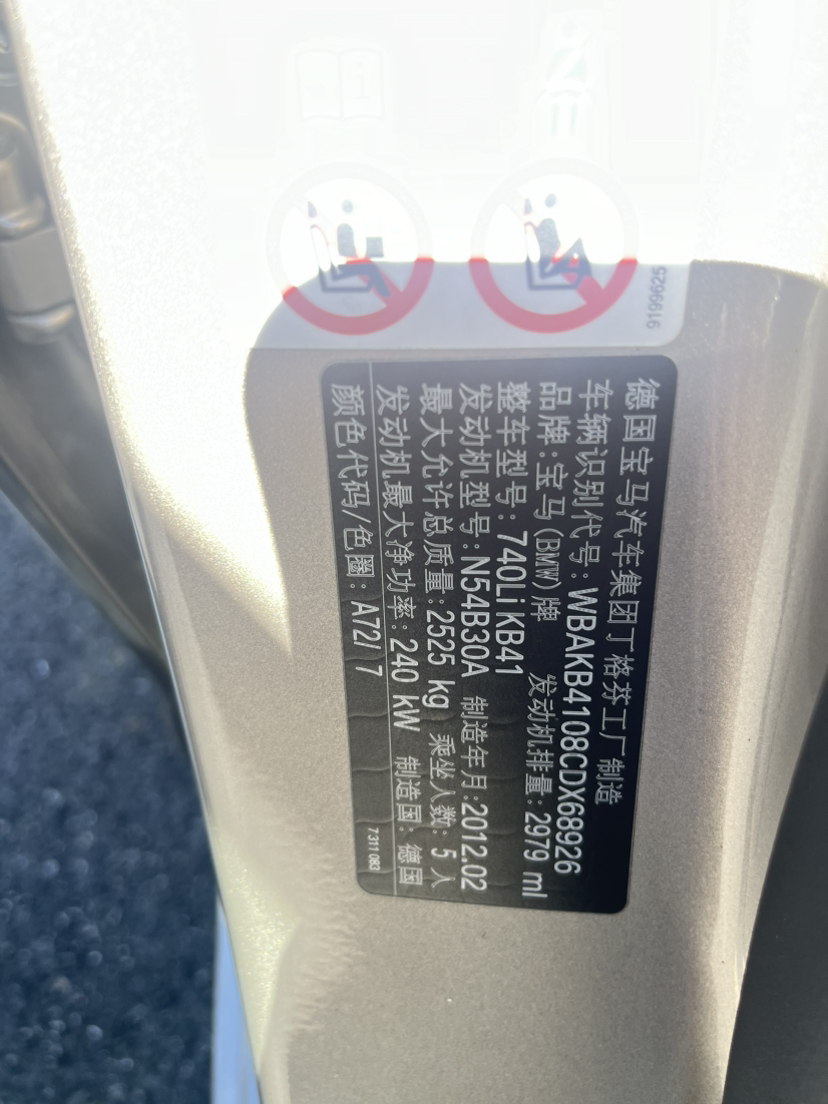 德国宝马汽车集团丁格芬工厂 制造
车辆识别代号:WBAKB4108CDX68926
品牌:宝马(BMW)牌 发动机排量:2979 ml
整车型号:740Li KB41
发动机型号:N54B30A 制造年月:2012.02
最大允许总质量:2525 kg 乘坐人数:5 人
发动机最大净功率:240 kW 制造国:德国
颜色代码/色圈:A72/ 7
7 311 083